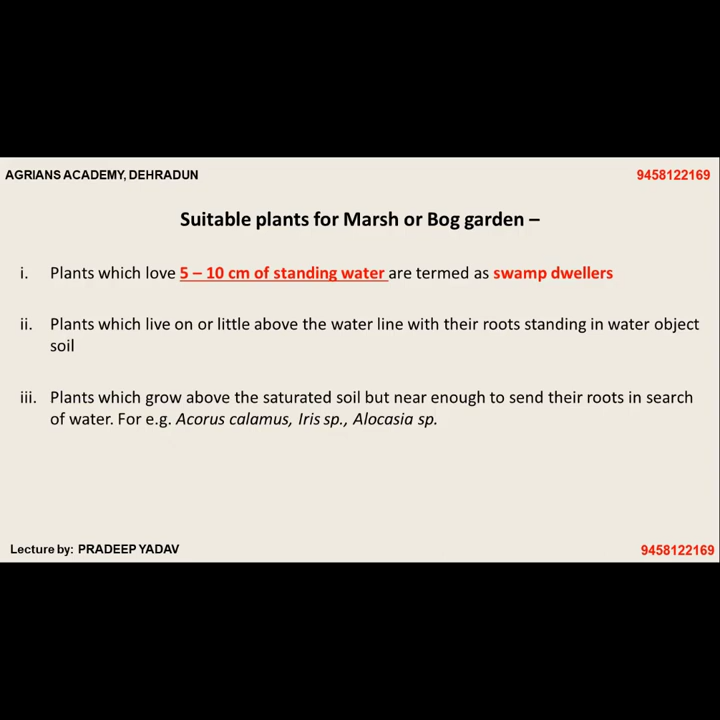 AGRIANS ACADEMY, DEHRADUN 9458122169
Suitable plants for Marsh or Bog garden –
i. Plants which love 5 – 10 cm of standing water are termed as swamp dwellers
ii. Plants which live on or little above the water line with their roots standing in water object
soil
iii. Plants which grow above the saturated soil but near enough to send their roots in search
of water. For e.g. Acorus calamus, Iris sp., Alocasia sp.
Lecture by: PRADEEP YADAV 9458122169